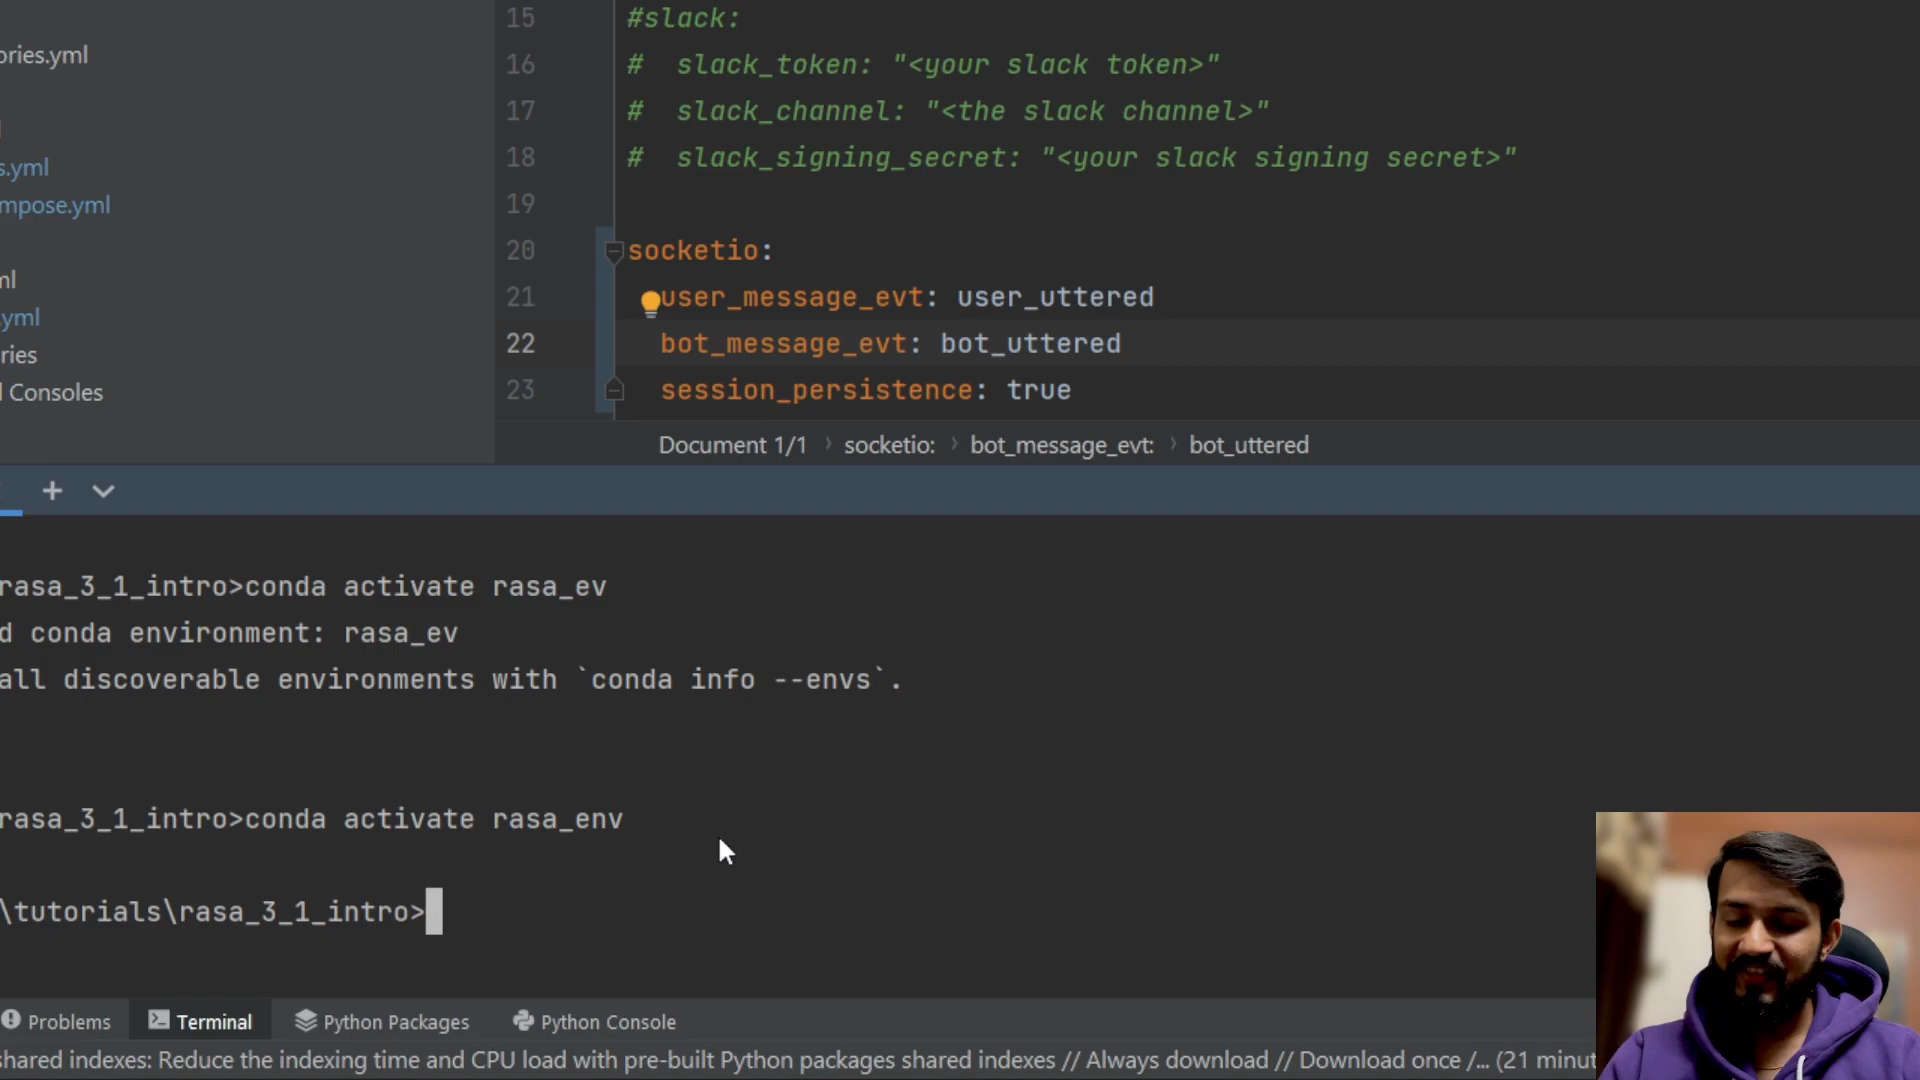 ories.yml
s.yml
mpose.yml
ml
.yml
ries
l Consoles
15 #slack:
16 #  slack_token: "<your slack token>"
17 #  slack_channel: "<the slack channel>"
18 #  slack_signing_secret: "<your slack signing secret>"
19
20 socketio:
21 user_message_evt: user_uttered
22 bot_message_evt: bot_uttered
23 session_persistence: true
Document 1/1 › socketio: › bot_message_evt: › bot_uttered
rasa_3_1_intro>conda activate rasa_ev
d conda environment: rasa_ev
all discoverable environments with `conda info --envs`.
rasa_3_1_intro>conda activate rasa_env
\tutorials\rasa_3_1_intro>
Problems Terminal Python Packages Python Console
shared indexes: Reduce the indexing time and CPU load with pre-built Python packages shared indexes // Always download // Download once /... (21 minut